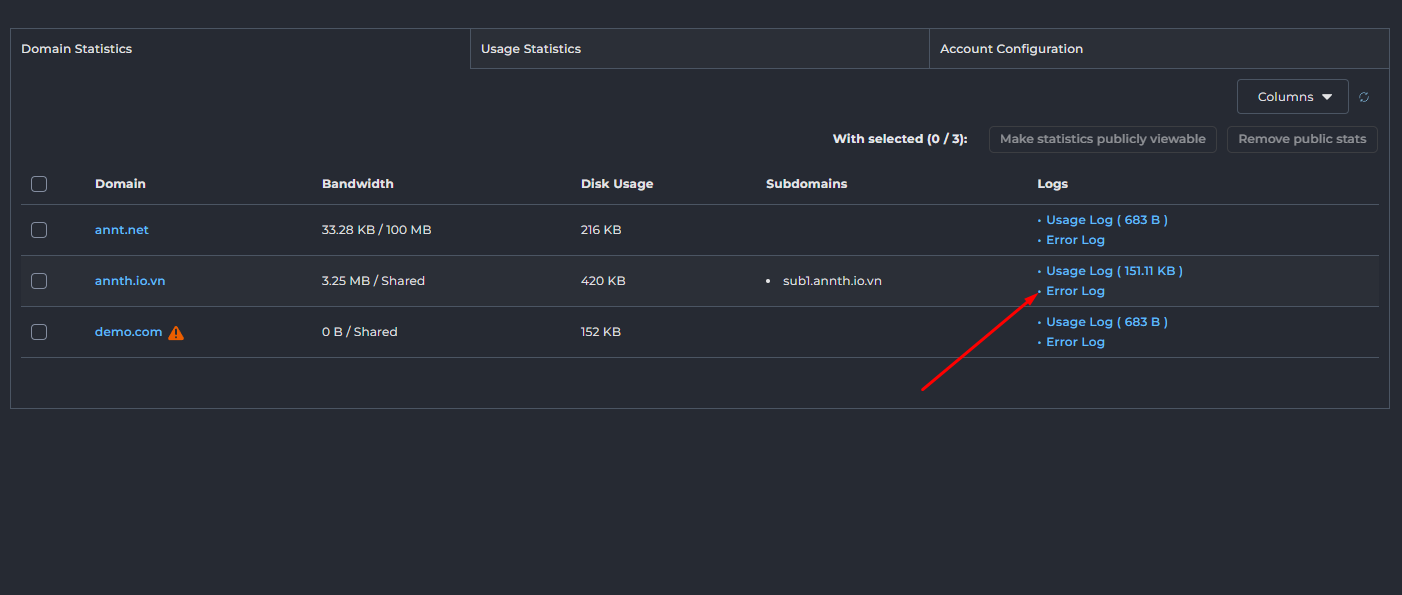 Domain Statistics Usage Statistics Account Configuration
Columns
With selected (0 / 3): Make statistics publicly viewable Remove public stats
Domain Bandwidth Disk Usage Subdomains Logs
annt.net 33.28 KB / 100 MB 216 KB • Usage Log ( 683 B )
• Error Log
annth.io.vn 3.25 MB / Shared 420 KB • sub1.annth.io.vn • Usage Log ( 151.11 KB )
• Error Log
demo.com 0 B / Shared 152 KB • Usage Log ( 683 B )
• Error Log